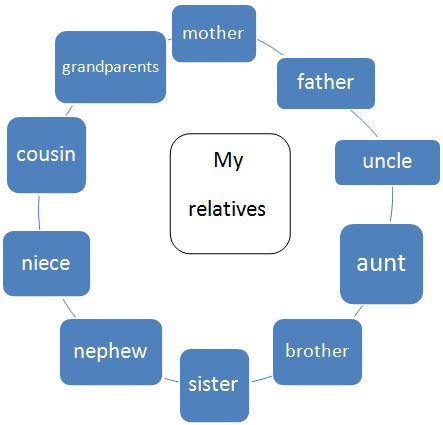 mother
father
uncle
aunt
brother
sister
nephew
niece
cousin
grandparents
My
relatives